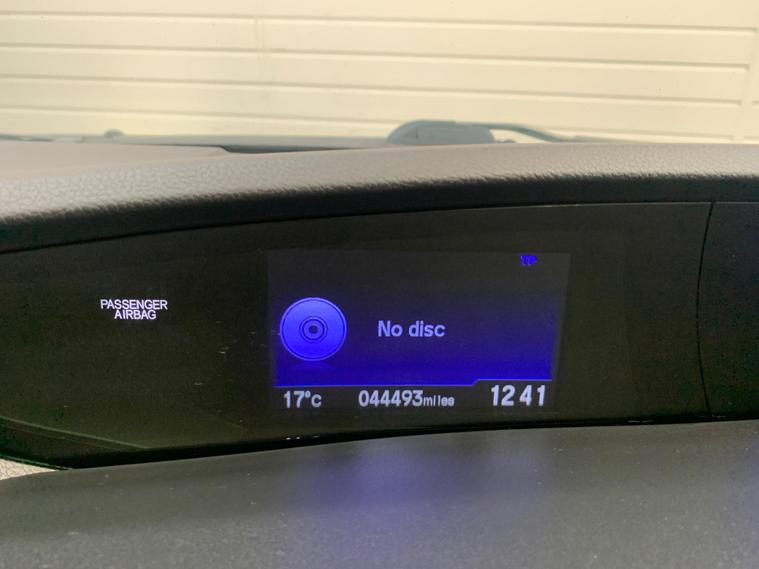 TP
PASSENGER
AIRBAG
No disc
17°c 044493miles 12 41